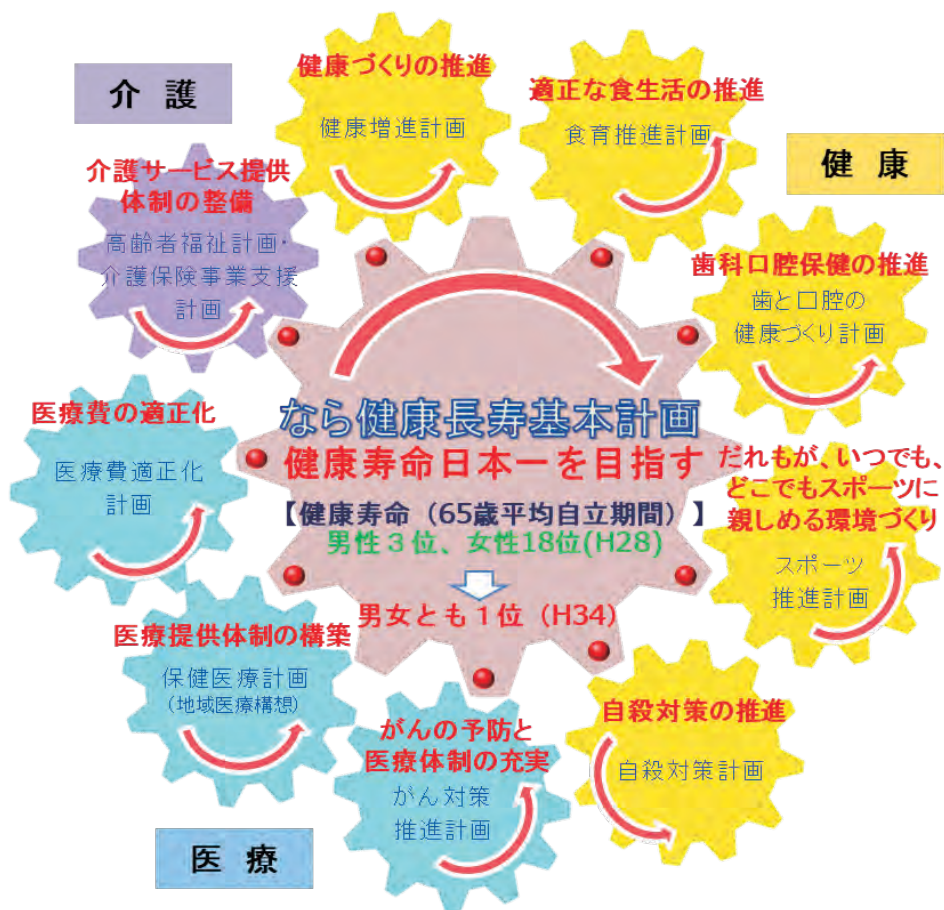 介護
健康づくりの推進
健康増進計画
適正な食生活の推進
食育推進計画
健康
介護サービス提供
体制の整備
高齢者福祉計画・
介護保険事業支援
計画
歯科口腔保健の推進
歯と口腔の
健康づくり計画
医療費の適正化
医療費適正化
計画
なら健康長寿基本計画
健康寿命日本一を目指す
【健康寿命（65歳平均自立期間）】
男性３位、女性18位(H28)
男女とも１位（H34）
だれもが、いつでも、
どこでもスポーツに
親しめる環境づくり
スポーツ
推進計画
医療提供体制の構築
保健医療計画
(地域医療構想)
がんの予防と
医療体制の充実
がん対策
推進計画
自殺対策の推進
自殺対策計画
医療